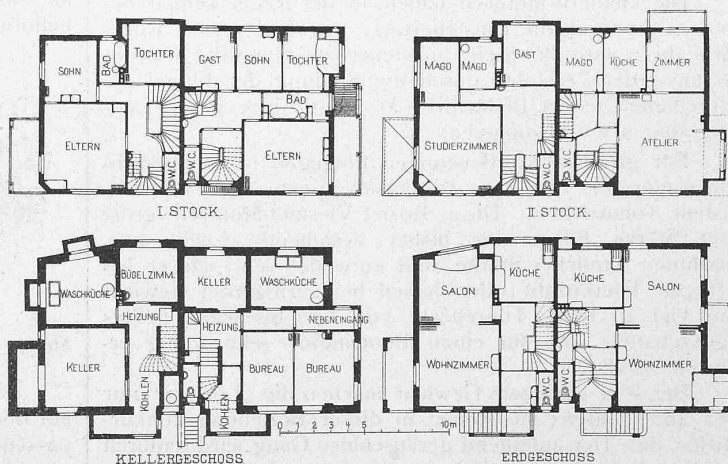 SOHN
BAD
TOCHTER
GAST
SOHN
TOCHTER
BAD
ELTERN
ELTERN
W.C.
W.C.
I. STOCK.
MAGD
MAGD
GAST
MAGD
KÜCHE
ZIMMER
STUDIERZIMMER
ATELIER
W.C.
W.C.
II. STOCK.
WASCHKÜCHE
BÜGELZIMM.
KELLER
WASCHKÜCHE
HEIZUNG
HEIZUNG
NEBENEINGANG
KELLER
BUREAU
BUREAU
KOHLEN
KOHLEN
0 1 2 3 4 5 10m
KELLERGESCHOSS
SALON
KÜCHE
KÜCHE
SALON
WOHNZIMMER
WOHNZIMMER
W.C.
W.C.
ERDGESCHOSS